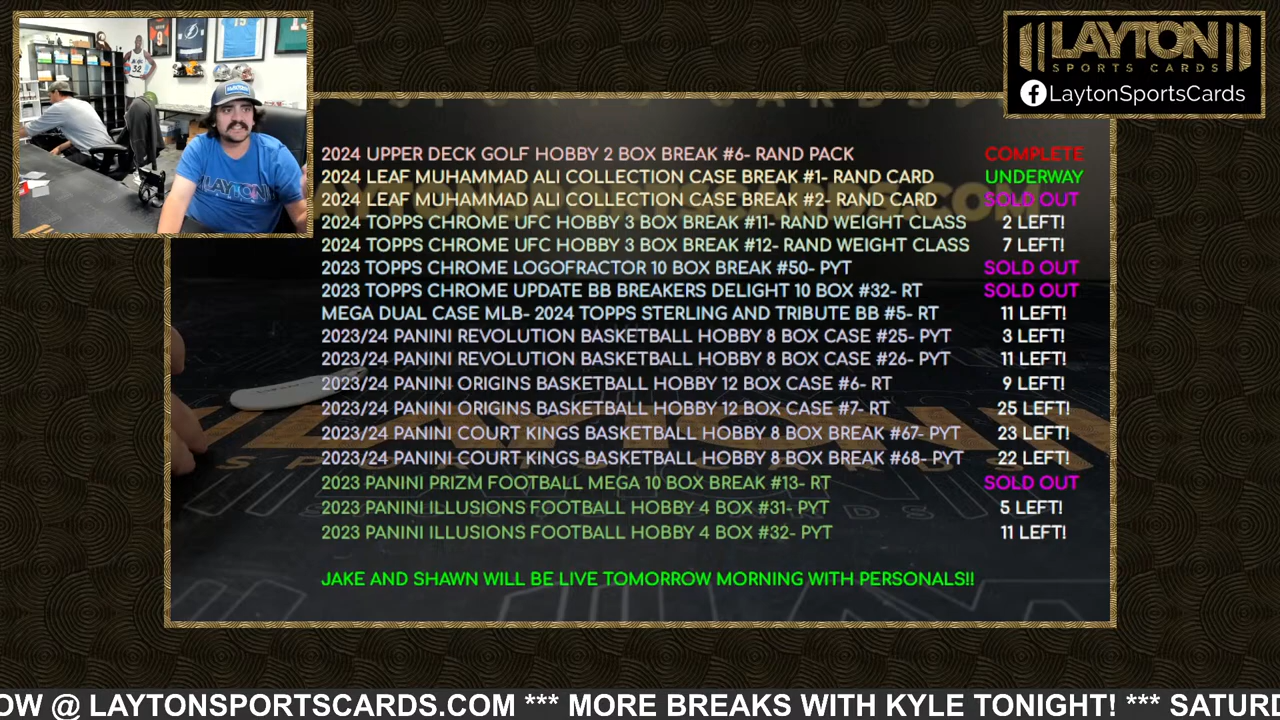 LAYTON
SPORTS CARDS
LaytonSportsCards
2024 UPPER DECK GOLF HOBBY 2 BOX BREAK #6- RAND PACK COMPLETE
2024 LEAF MUHAMMAD ALI COLLECTION CASE BREAK #1- RAND CARD UNDERWAY
2024 LEAF MUHAMMAD ALI COLLECTION CASE BREAK #2- RAND CARD SOLD OUT
2024 TOPPS CHROME UFC HOBBY 3 BOX BREAK #11- RAND WEIGHT CLASS 2 LEFT!
2024 TOPPS CHROME UFC HOBBY 3 BOX BREAK #12- RAND WEIGHT CLASS 7 LEFT!
2023 TOPPS CHROME LOGOFRACTOR 10 BOX BREAK #50- PYT SOLD OUT
2023 TOPPS CHROME UPDATE BB BREAKERS DELIGHT 10 BOX #32- RT SOLD OUT
MEGA DUAL CASE MLB- 2024 TOPPS STERLING AND TRIBUTE BB #5- RT 11 LEFT!
2023/24 PANINI REVOLUTION BASKETBALL HOBBY 8 BOX CASE #25- PYT 3 LEFT!
2023/24 PANINI REVOLUTION BASKETBALL HOBBY 8 BOX CASE #26- PYT 11 LEFT!
2023/24 PANINI ORIGINS BASKETBALL HOBBY 12 BOX CASE #6- RT 9 LEFT!
2023/24 PANINI ORIGINS BASKETBALL HOBBY 12 BOX CASE #7- RT 25 LEFT!
2023/24 PANINI COURT KINGS BASKETBALL HOBBY 8 BOX BREAK #67- PYT 23 LEFT!
2023/24 PANINI COURT KINGS BASKETBALL HOBBY 8 BOX BREAK #68- PYT 22 LEFT!
2023 PANINI PRIZM FOOTBALL MEGA 10 BOX BREAK #13- RT SOLD OUT
2023 PANINI ILLUSIONS FOOTBALL HOBBY 4 BOX #31- PYT 5 LEFT!
2023 PANINI ILLUSIONS FOOTBALL HOBBY 4 BOX #32- PYT 11 LEFT!
JAKE AND SHAWN WILL BE LIVE TOMORROW MORNING WITH PERSONALS!!
OW @ LAYTONSPORTSCARDS.COM *** MORE BREAKS WITH KYLE TONIGHT! *** SATURD